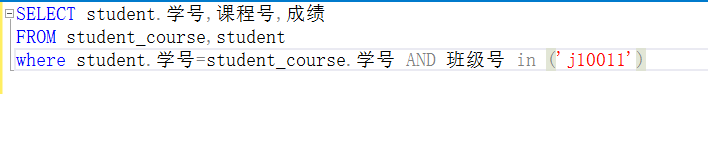 SELECT student.学号,课程号,成绩
FROM student_course,student
where student.学号=student_course.学号 AND 班级号 in ('j10011')